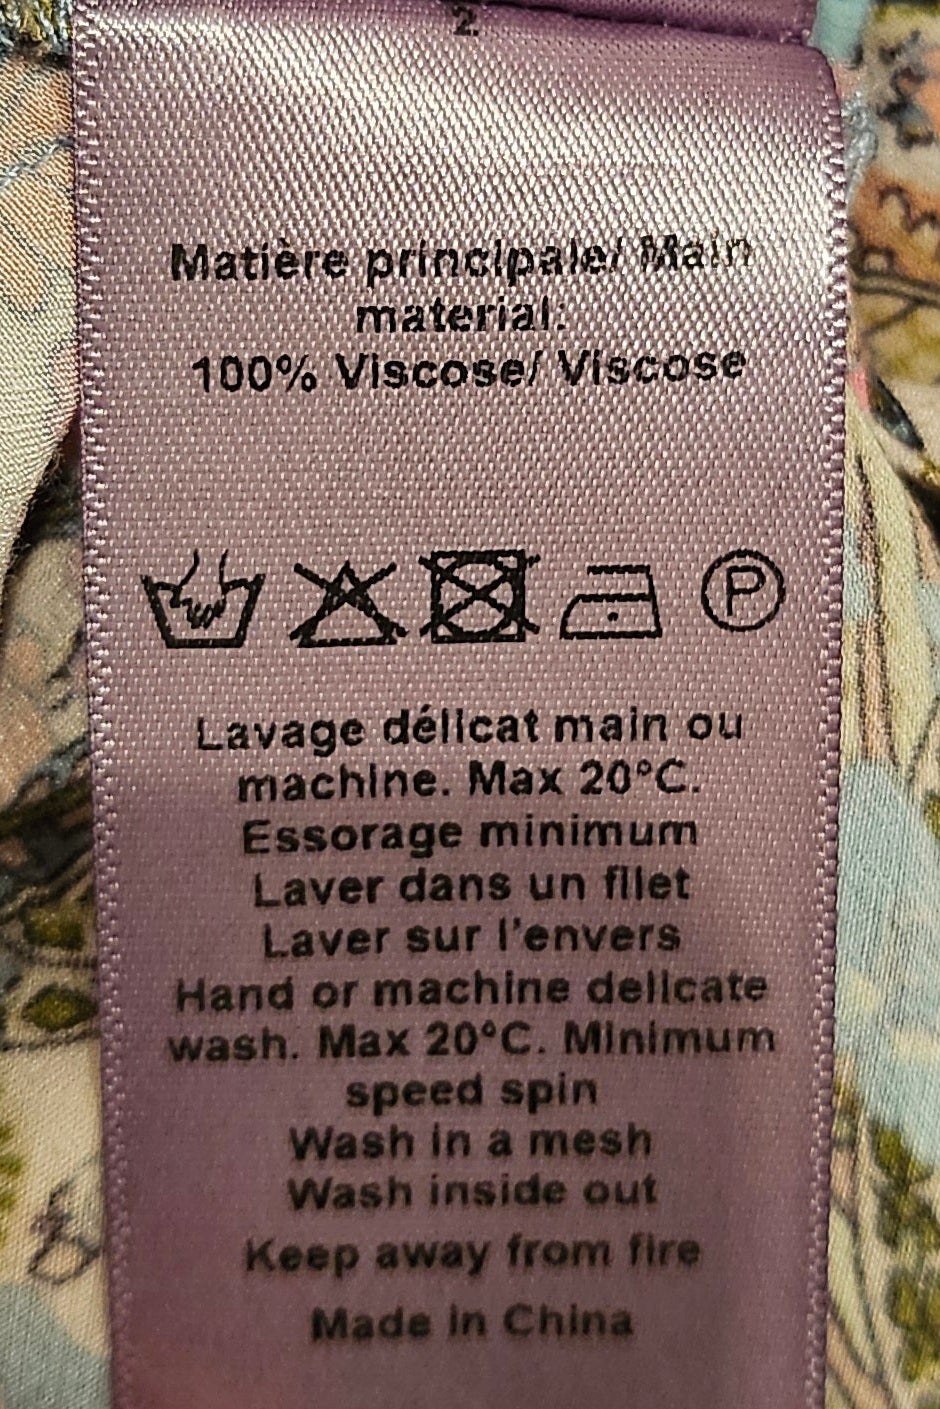 2.
Matière principale/ Main
material:
100% Viscose/ Viscose
P
Lavage délicat main ou
machine. Max 20°C.
Essorage minimum
Laver dans un filet
Laver sur l'envers
Hand or machine delicate
wash. Max 20°C. Minimum
speed spin
Wash in a mesh
Wash inside out
Keep away from fire
Made in China